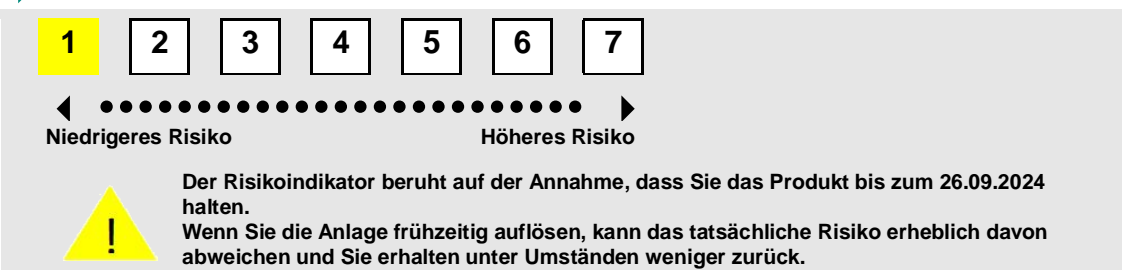 1 2 3 4 5 6 7
Niedrigeres Risiko Höheres Risiko
Der Risikoindikator beruht auf der Annahme, dass Sie das Produkt bis zum 26.09.2024
halten.
Wenn Sie die Anlage frühzeitig auflösen, kann das tatsächliche Risiko erheblich davon
abweichen und Sie erhalten unter Umständen weniger zurück.
!